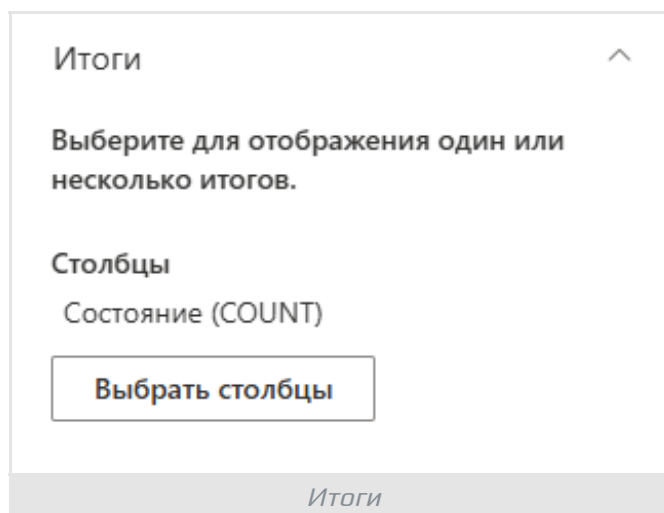 Итоги
Выберите для отображения один или
несколько итогов.
Столбцы
Состояние (COUNT)
Выбрать столбцы
Итоги